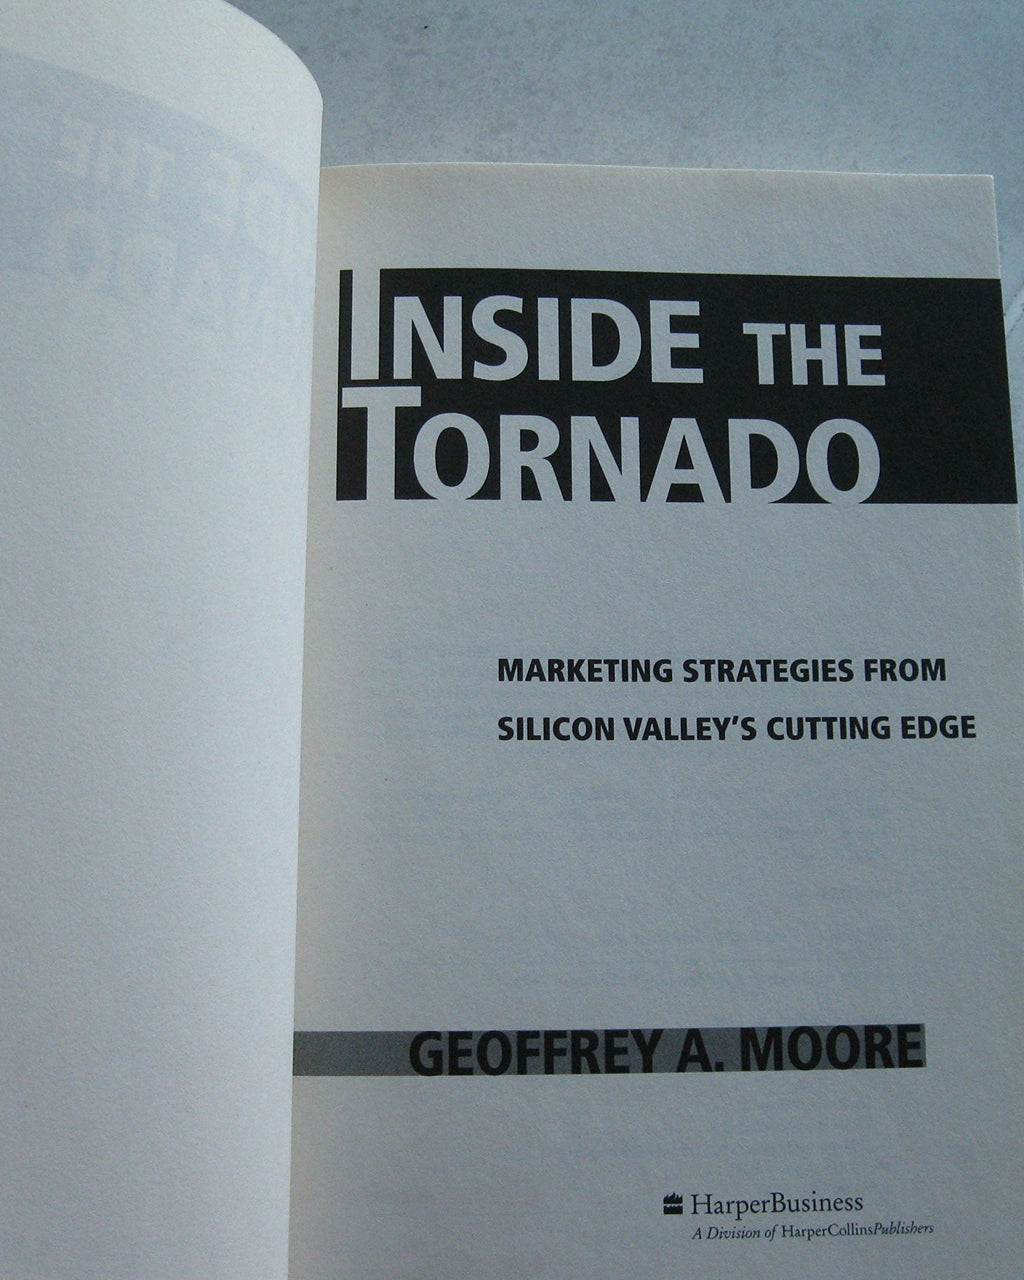 INSIDE THE
TORNADO
MARKETING STRATEGIES FROM
SILICON VALLEY'S CUTTING EDGE
GEOFFREY A. MOORE
HarperBusiness
A Division of HarperCollinsPublishers